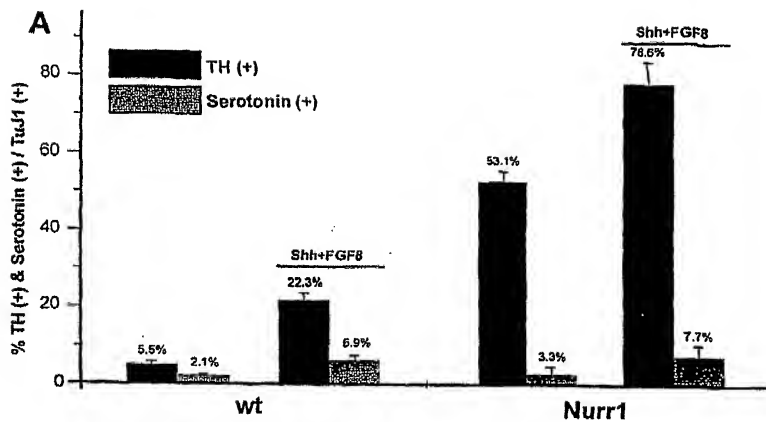 A
Shh+FGF8
78.6%
80
TH (+)
Serotonin (+)
60
53.1%
40
Shh+FGF8
22.3%
20
5.5%
2.1%
6.9%
3.3%
7.7%
0
wt
Nurr1
% TH (+) & Serotonin (+) / TuJ1 (+)